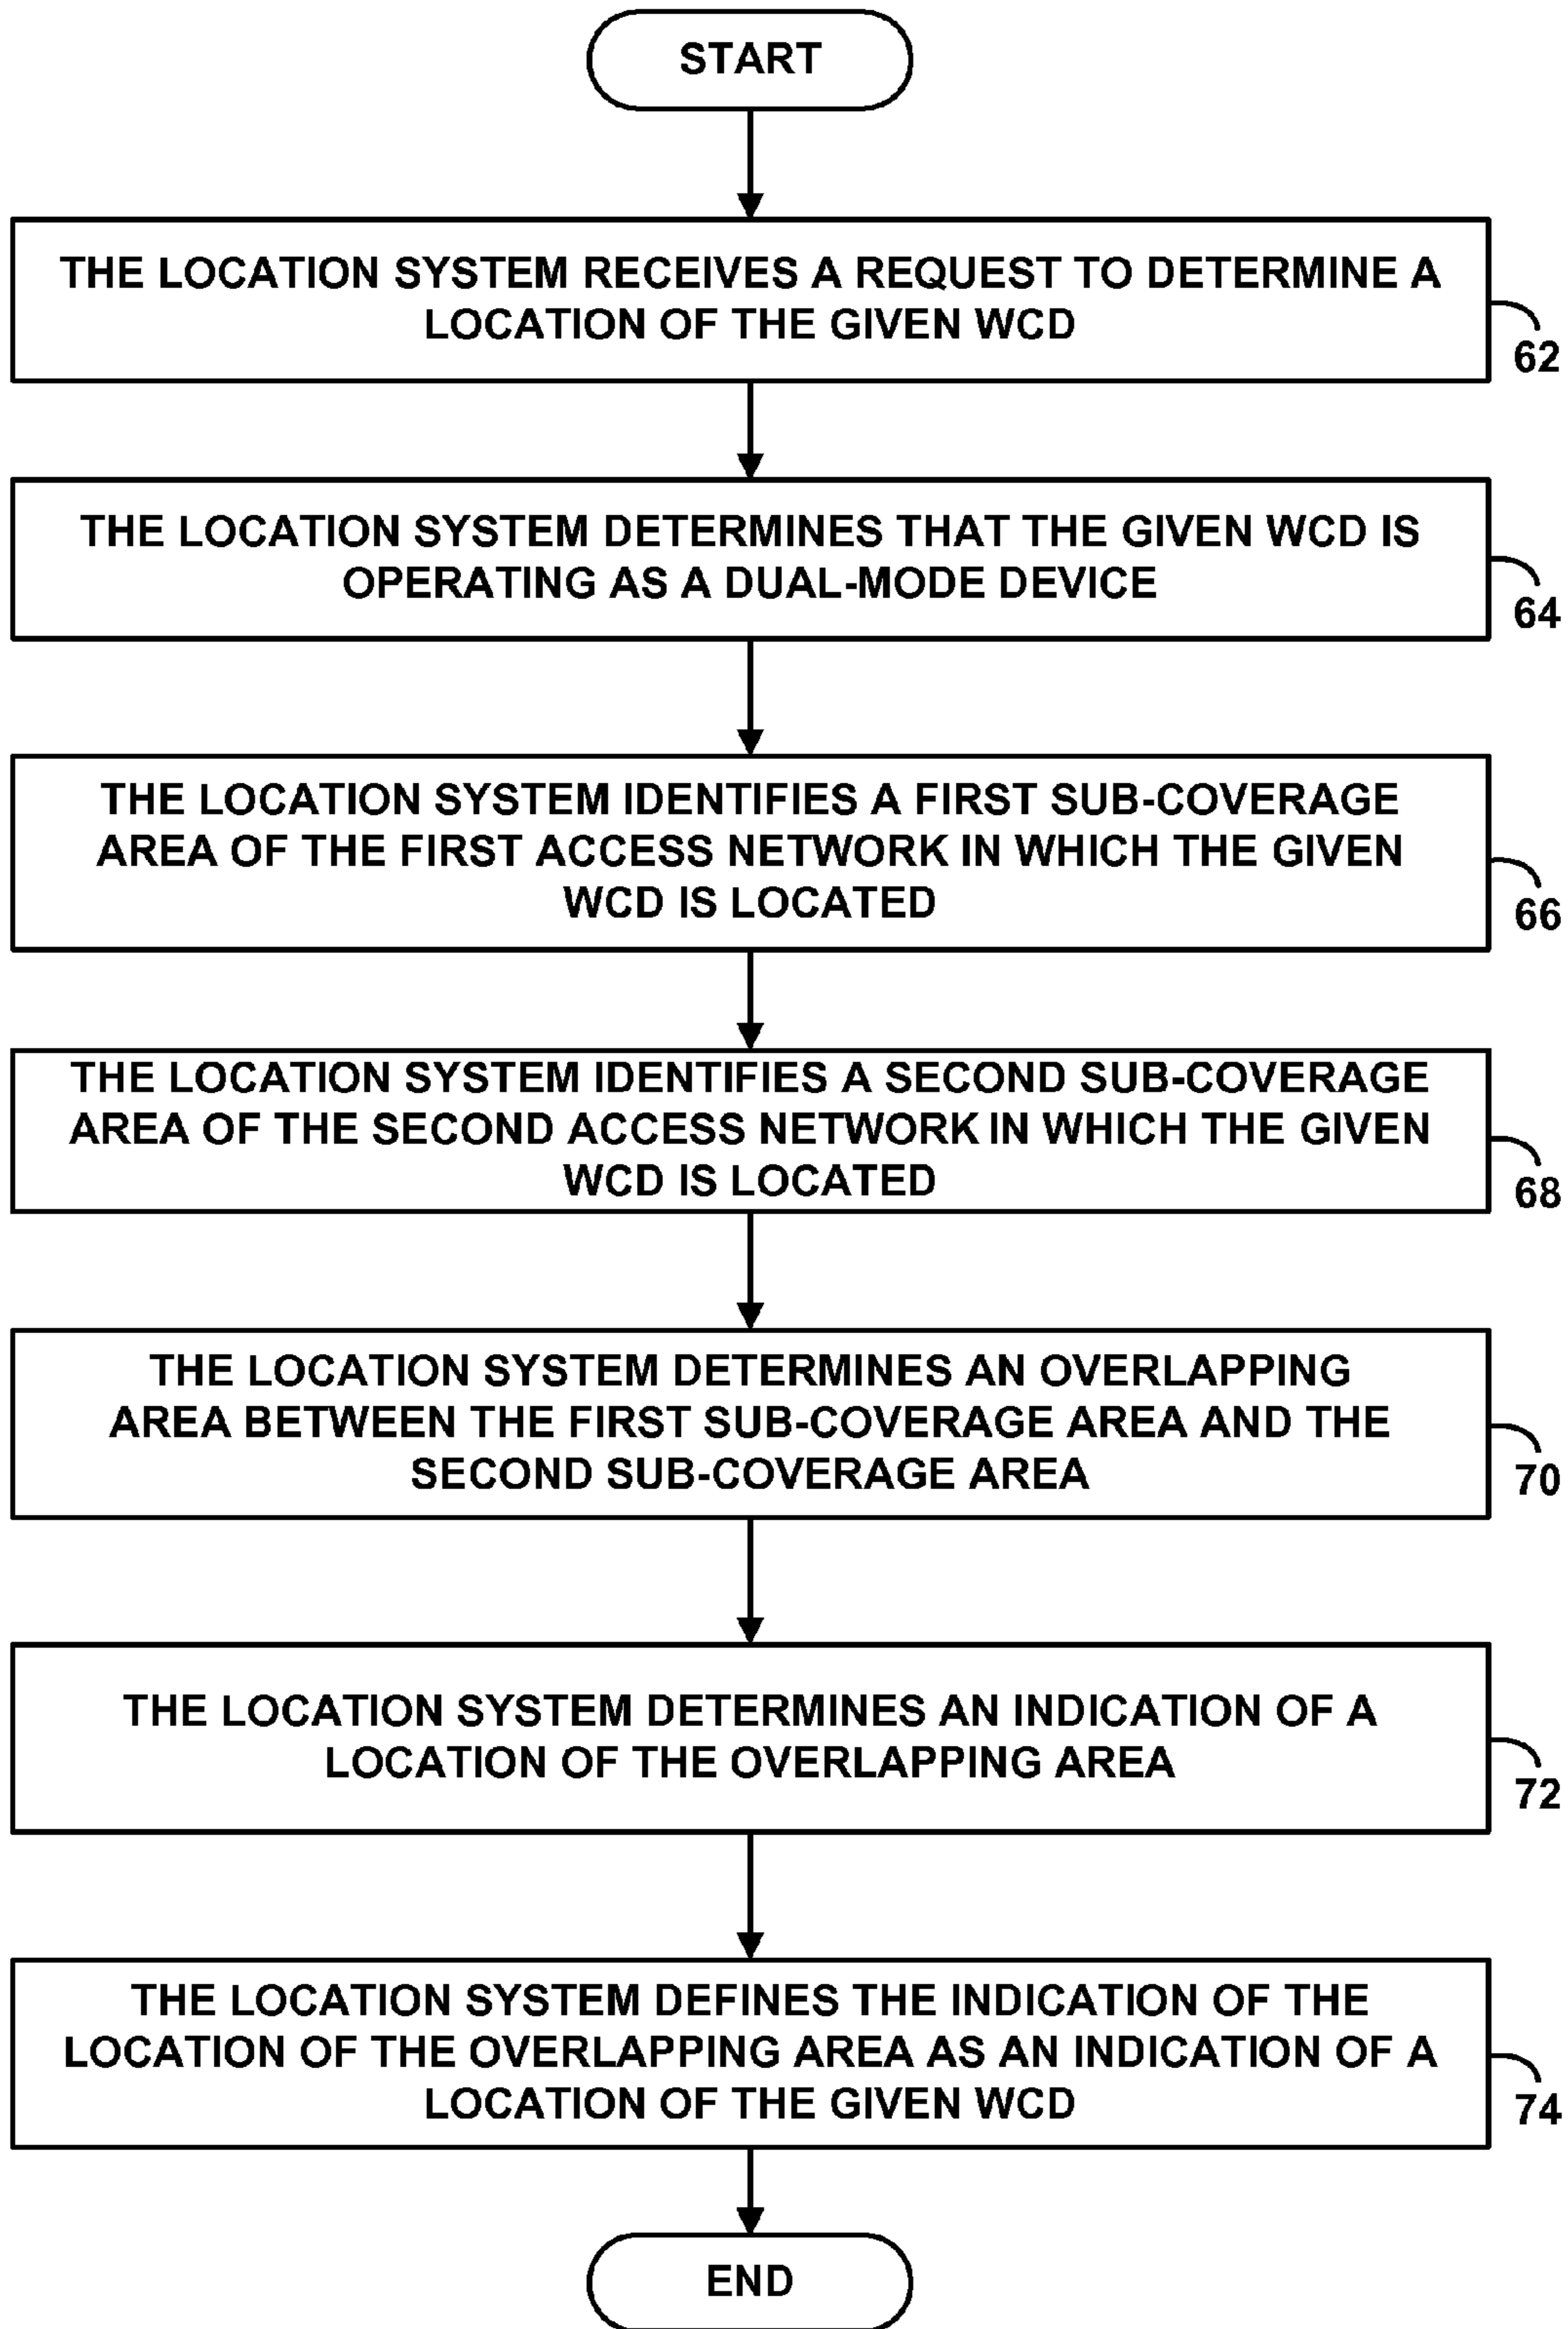 START
THE LOCATION SYSTEM RECEIVES A REQUEST TO DETERMINE A
LOCATION OF THE GIVEN WCD
62
THE LOCATION SYSTEM DETERMINES THAT THE GIVEN WCD IS
OPERATING AS A DUAL-MODE DEVICE
64
THE LOCATION SYSTEM IDENTIFIES A FIRST SUB-COVERAGE
AREA OF THE FIRST ACCESS NETWORK IN WHICH THE GIVEN
WCD IS LOCATED
66
THE LOCATION SYSTEM IDENTIFIES A SECOND SUB-COVERAGE
AREA OF THE SECOND ACCESS NETWORK IN WHICH THE GIVEN
WCD IS LOCATED
68
THE LOCATION SYSTEM DETERMINES AN OVERLAPPING
AREA BETWEEN THE FIRST SUB-COVERAGE AREA AND THE
SECOND SUB-COVERAGE AREA
70
THE LOCATION SYSTEM DETERMINES AN INDICATION OF A
LOCATION OF THE OVERLAPPING AREA
72
THE LOCATION SYSTEM DEFINES THE INDICATION OF THE
LOCATION OF THE OVERLAPPING AREA AS AN INDICATION OF A
LOCATION OF THE GIVEN WCD
74
END